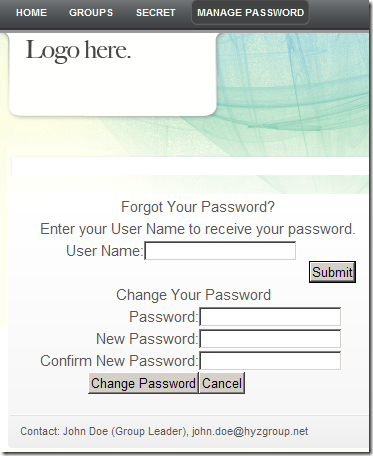 HOME GROUPS SECRET MANAGE PASSWORD
Logo here.
Forgot Your Password?
Enter your User Name to receive your password.
User Name:
Submit
Change Your Password
Password:
New Password:
Confirm New Password:
Change Password Cancel
Contact: John Doe (Group Leader), john.doe@hyzgroup.net